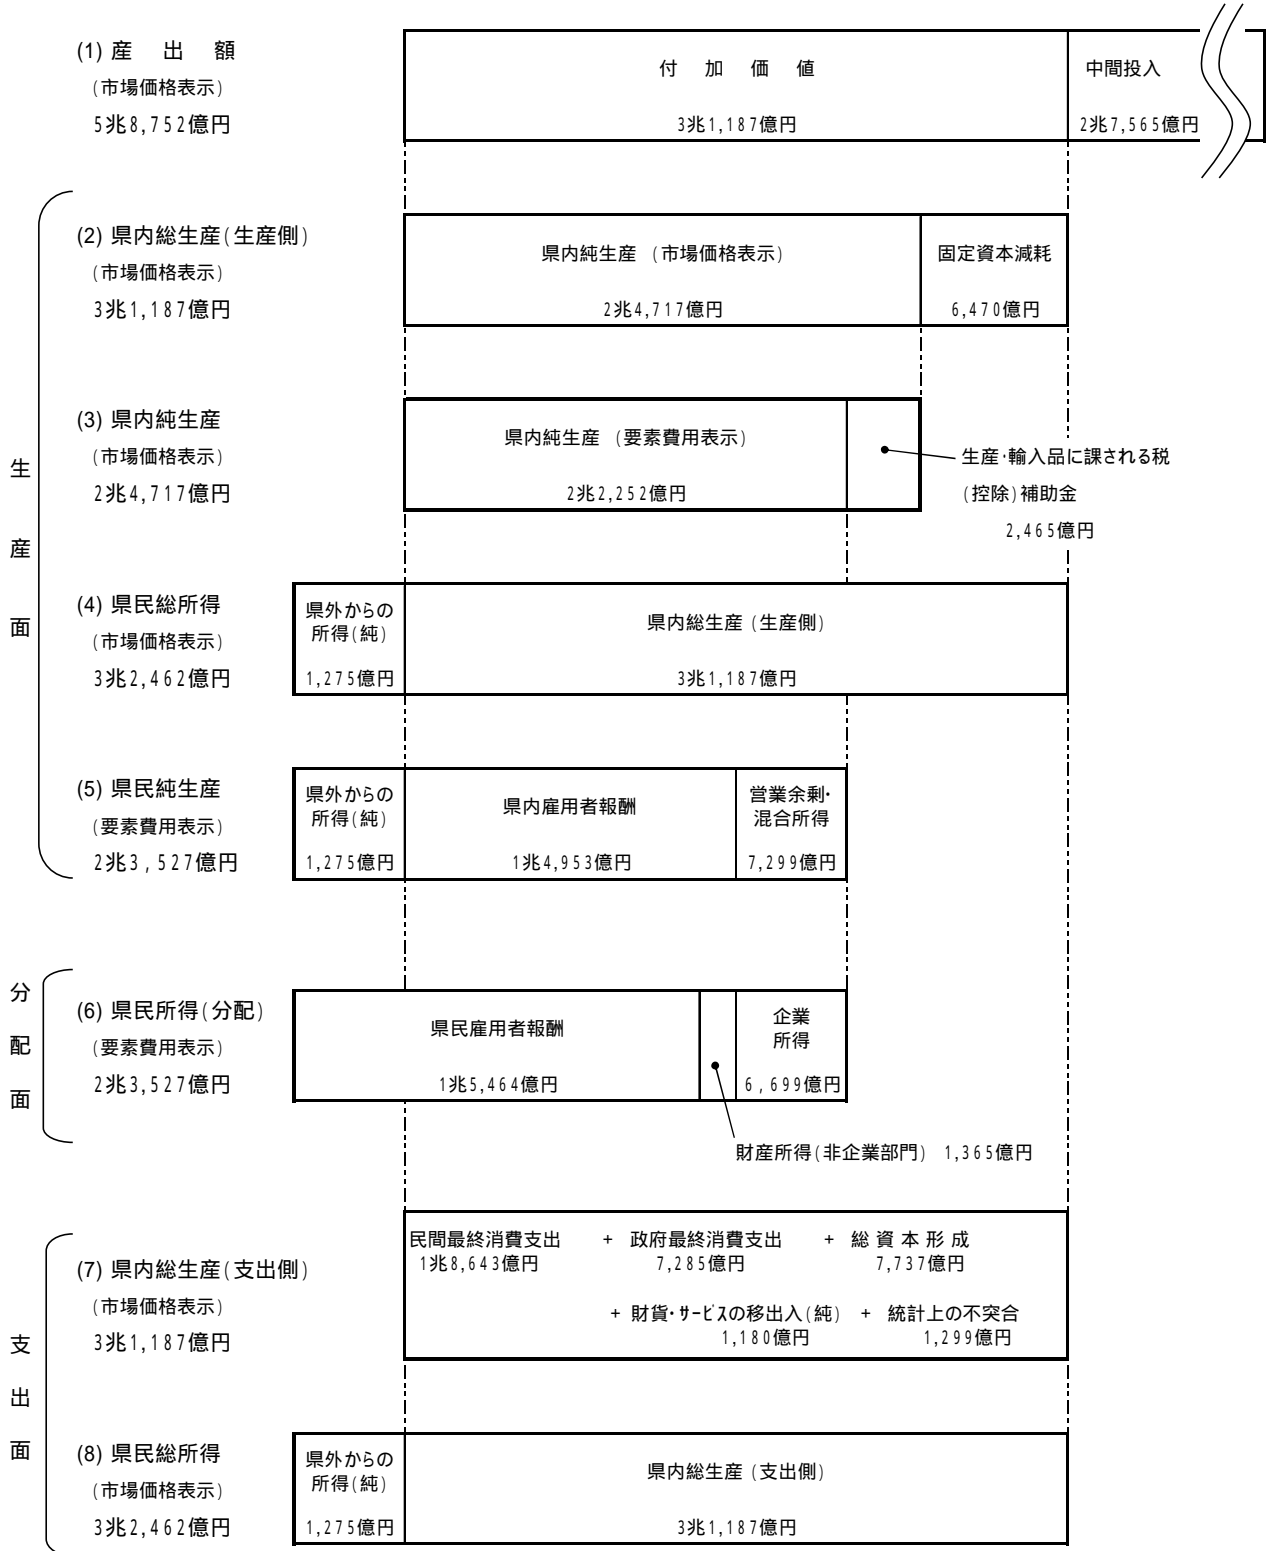 (1) 産 出 額
(市場価格表示)
5兆8,752億円
付 加 価 値
3兆1,187億円
中間投入
2兆7,565億円
生産面
(2) 県内総生産(生産側)
(市場価格表示)
3兆1,187億円
県内純生産 (市場価格表示)
2兆4,717億円
固定資本減耗
6,470億円
(3) 県内純生産
(市場価格表示)
2兆4,717億円
県内純生産 (要素費用表示)
2兆2,252億円
生産・輸入品に課される税
(控除)補助金
2,465億円
(4) 県民総所得
(市場価格表示)
3兆2,462億円
県外からの
所得(純)
1,275億円
県内総生産(生産側)
3兆1,187億円
(5) 県民純生産
(要素費用表示)
2兆3,527億円
県外からの
所得(純)
1,275億円
県内雇用者報酬
1兆4,953億円
営業余剰・
混合所得
7,299億円
分配面
(6) 県民所得(分配)
(要素費用表示)
2兆3,527億円
県民雇用者報酬
1兆5,464億円
企業
所得
6,699億円
財産所得(非企業部門) 1,365億円
支出面
(7) 県内総生産(支出側)
(市場価格表示)
3兆1,187億円
民間最終消費支出 + 政府最終消費支出 + 総資本形成
1兆8,643億円 7,285億円 7,737億円
+ 財貨・サービスの移出入(純) + 統計上の不突合
1,180億円 1,299億円
(8) 県民総所得
(市場価格表示)
3兆2,462億円
県外からの
所得(純)
1,275億円
県内総生産(支出側)
3兆1,187億円